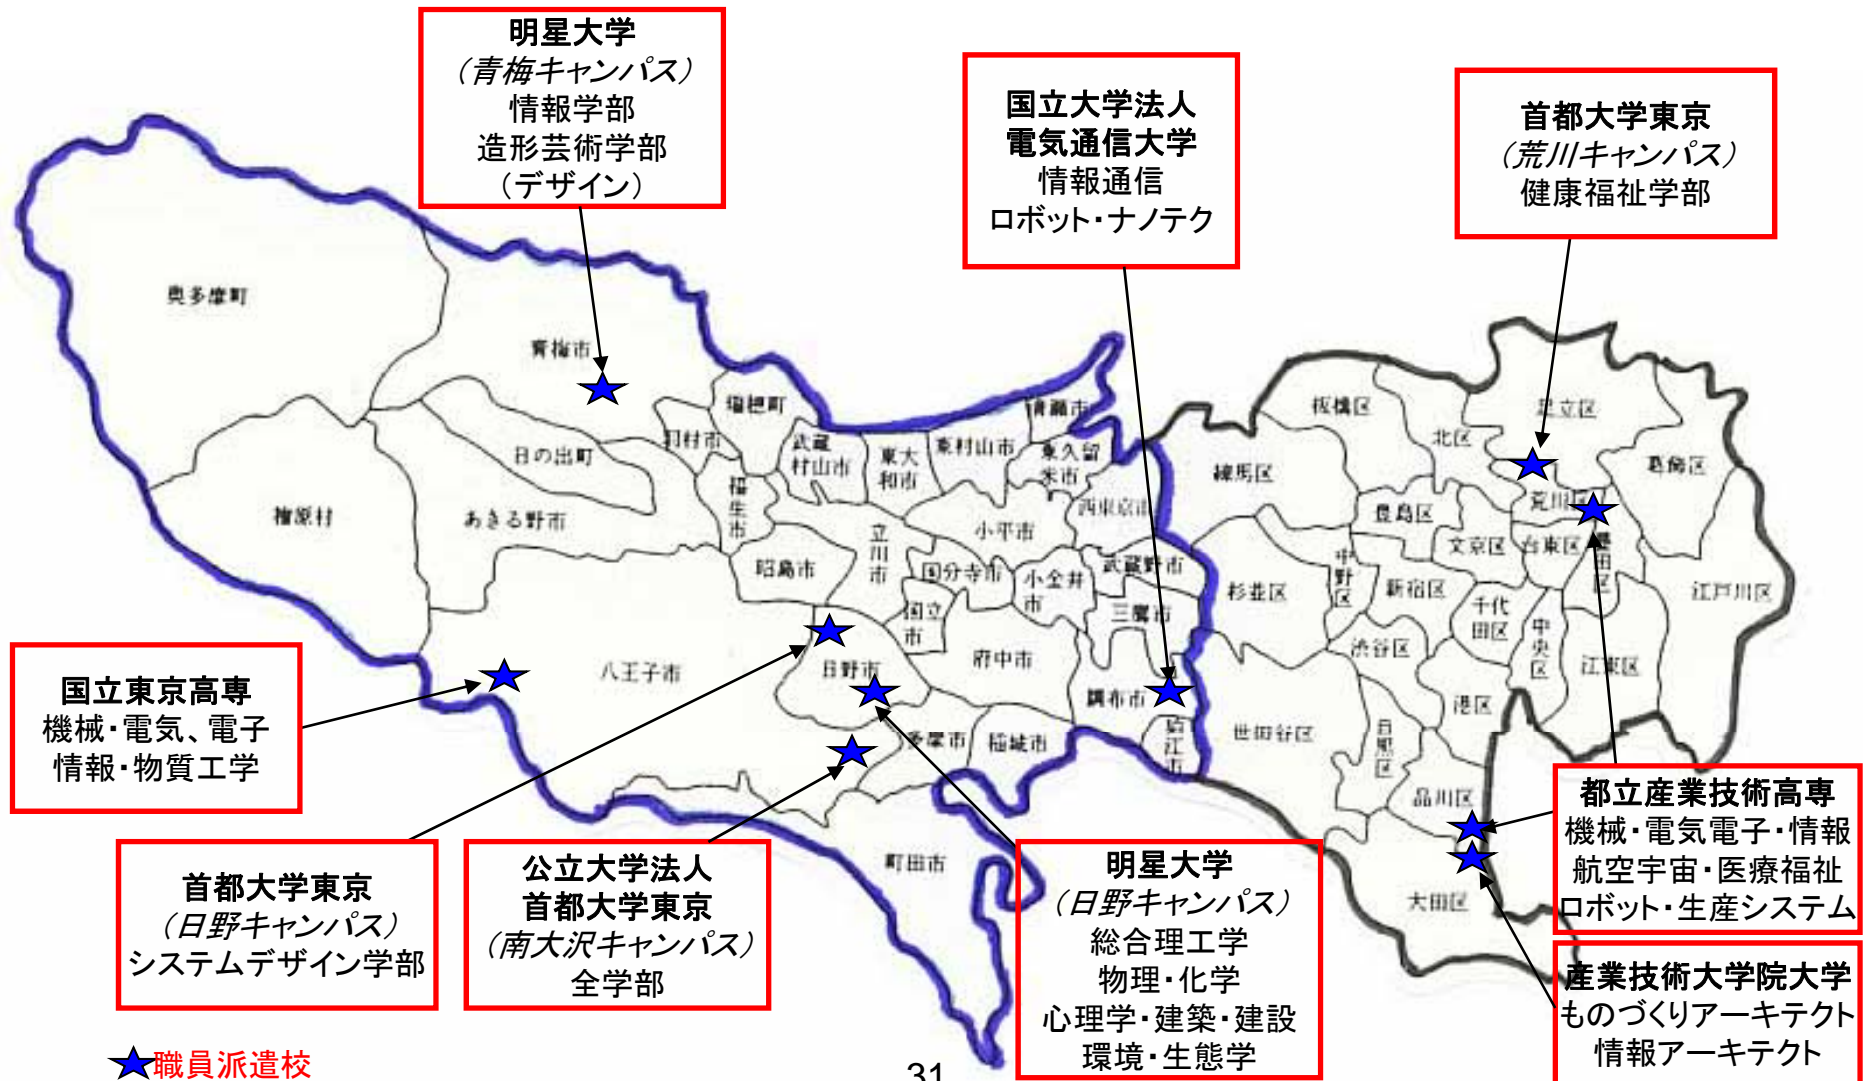 明星大学
（青梅キャンパス）
情報学部
造形芸術学部
（デザイン）
国立大学法人
電気通信大学
情報通信
ロボット・ナノテク
首都大学東京
（荒川キャンパス）
健康福祉学部
奥多摩町
青梅市
瑞穂町
羽村市
日の出町
武蔵
村山市
東大
和市
東村山市
清瀬市
東久留
米市
西東京市
檜原村
あきる野市
福生市
昭島市
立川市
小平市
国分寺市
小金井
市
武蔵野市
三鷹市
国立
市
府中市
調布市
狛江市
八王子市
日野市
多摩市
稲城市
町田市
板橋区
北区
足立区
葛飾区
練馬区
豊島区
荒川区
文京区
台東区
墨田区
杉並区
中野区
新宿区
千代
田区
中央区
江東区
江戸川区
渋谷区
港区
世田谷区
目黒区
品川区
大田区
国立東京高専
機械・電気、電子
情報・物質工学
首都大学東京
（日野キャンパス）
システムデザイン学部
公立大学法人
首都大学東京
（南大沢キャンパス）
全学部
明星大学
（日野キャンパス）
総合理工学
物理・化学
心理学・建築・建設
環境・生態学
都立産業技術高専
機械・電気電子・情報
航空宇宙・医療福祉
ロボット・生産システム
産業技術大学院大学
ものづくりアーキテクト
情報アーキテクト
★職員派遣校
31